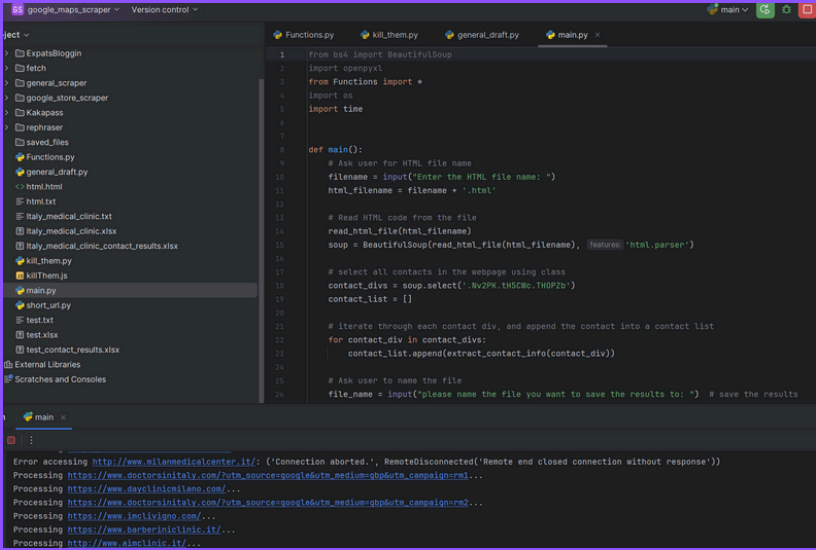 GS google_maps_scraper Version control main
ject
Functions.py kill_them.py general_draft.py main.py
ExpatsBloggin
fetch
general_scraper
google_store_scraper
Kakapass
rephraser
saved_files
Functions.py
general_draft.py
html.html
html.txt
Italy_medical_clinic.txt
Italy_medical_clinic.xlsx
Italy_medical_clinic_contact_results.xlsx
kill_them.py
killThem.js
main.py
short_url.py
test.txt
test.xlsx
test_contact_results.xlsx
External Libraries
Scratches and Consoles
1 from bs4 import BeautifulSoup
2 import openpyxl
3 from Functions import *
4 import os
5 import time
6
7
8 def main():
9 # Ask user for HTML file name
10 filename = input("Enter the HTML file name: ")
11 html_filename = filename + '.html'
12
13 # Read HTML code from the file
14 read_html_file(html_filename)
15 soup = BeautifulSoup(read_html_file(html_filename), features: 'html.parser')
16
17 # select all contacts in the webpage using class
18 contact_divs = soup.select('.Nv2PK.tH5CWc.THOPZb')
19 contact_list = []
20
21 # iterate through each contact div, and append the contact into a contact list
22 for contact_div in contact_divs:
23 contact_list.append(extract_contact_info(contact_div))
24
25 # Ask user to name the file
26 file_name = input("please name the file you want to save the results to: ") # save the results
n main
Error accessing http://www.milanmedicalcenter.it/: ('Connection aborted.', RemoteDisconnected('Remote end closed connection without response'))
Processing https://www.doctorsinitaly.com/?utm_source=google&utm_medium=gbp&utm_campaign=rm1...
Processing https://www.dayclinicmilano.com/...
Processing https://www.doctorsinitaly.com/?utm_source=google&utm_medium=gbp&utm_campaign=rm2...
Processing https://www.imclivigno.com/...
Processing https://www.barberiniclinic.it/...
Processing http://www.aimclinic.it/...